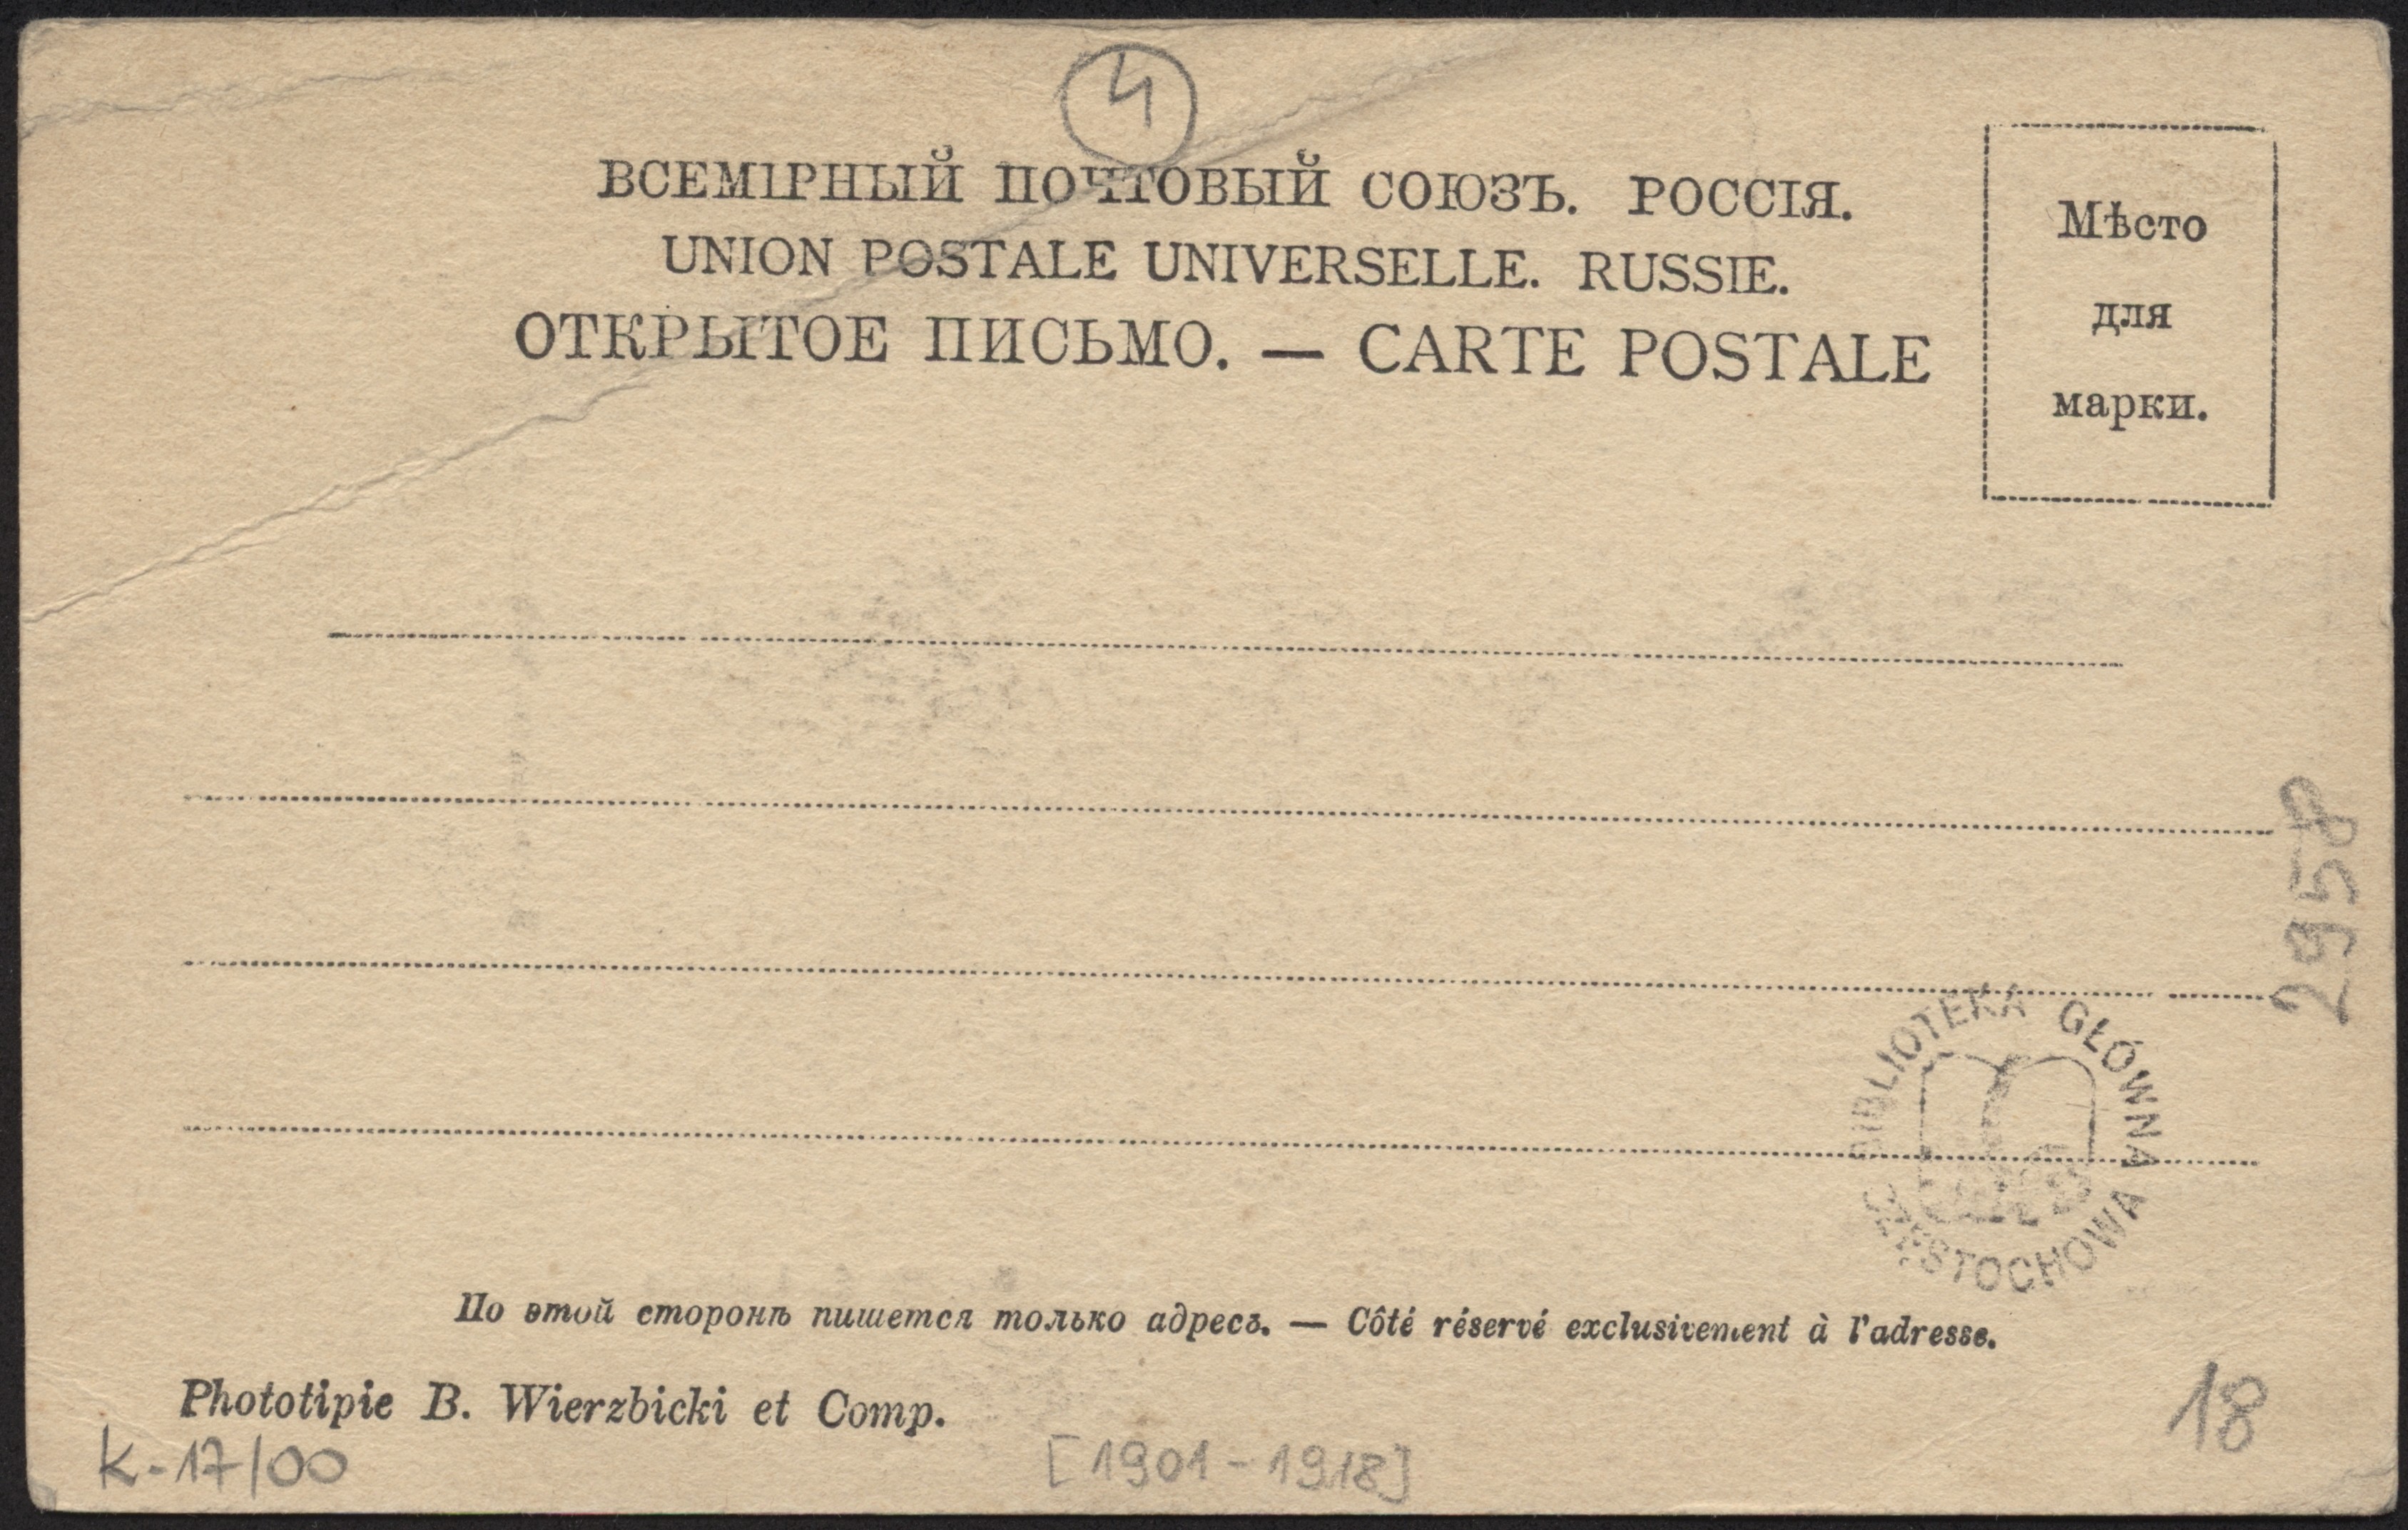 4
ВСЕМІРНЫЙ ПОЧТОВЫЙ СОЮЗЪ. РОССІЯ.
UNION POSTALE UNIVERSELLE. RUSSIE.
ОТКРЫТОЕ ПИСЬМО. — CARTE POSTALE
Мѣсто
для
марки.
2958
BIBLIOTEKA GŁÓWNA
CZĘSTOCHOWA
По этой сторонѣ пишется только адресъ. — Côté réservé exclusivement à l'adresse.
Phototipie B. Wierzbicki et Comp.
18
K-17/00
[1901-1918]